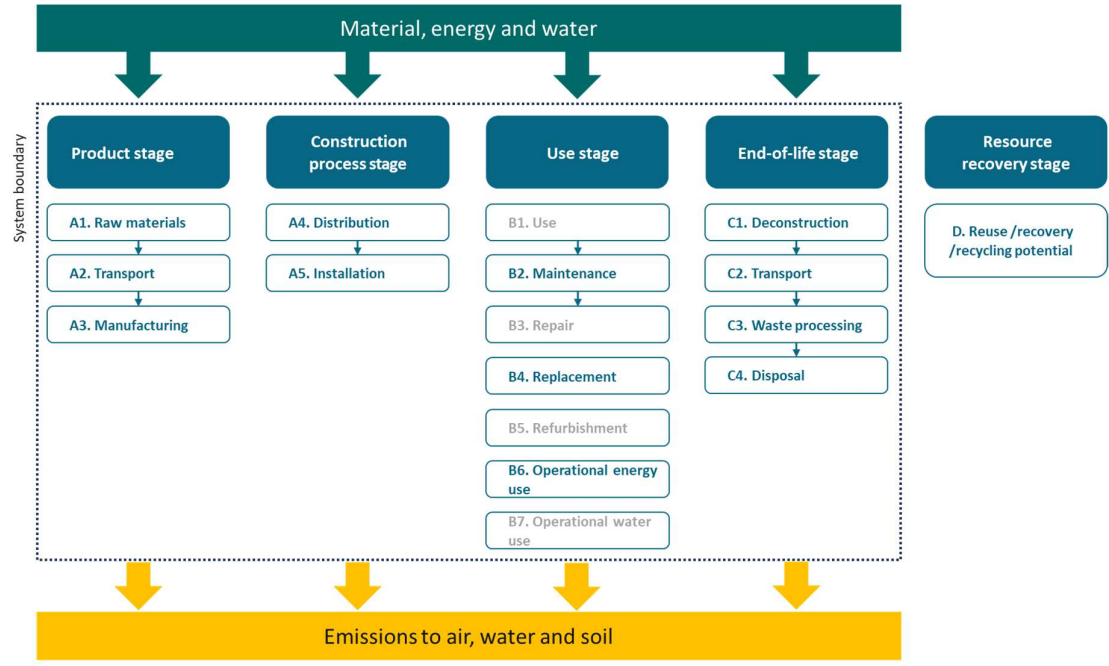 Material, energy and water
System boundary
Product stage
Construction
process stage
Use stage
End-of-life stage
Resource
recovery stage
A1. Raw materials
A2. Transport
A3. Manufacturing
A4. Distribution
A5. Installation
B1. Use
B2. Maintenance
B3. Repair
B4. Replacement
B5. Refurbishment
B6. Operational energy
use
B7. Operational water
use
C1. Deconstruction
C2. Transport
C3. Waste processing
C4. Disposal
D. Reuse /recovery
/recycling potential
Emissions to air, water and soil